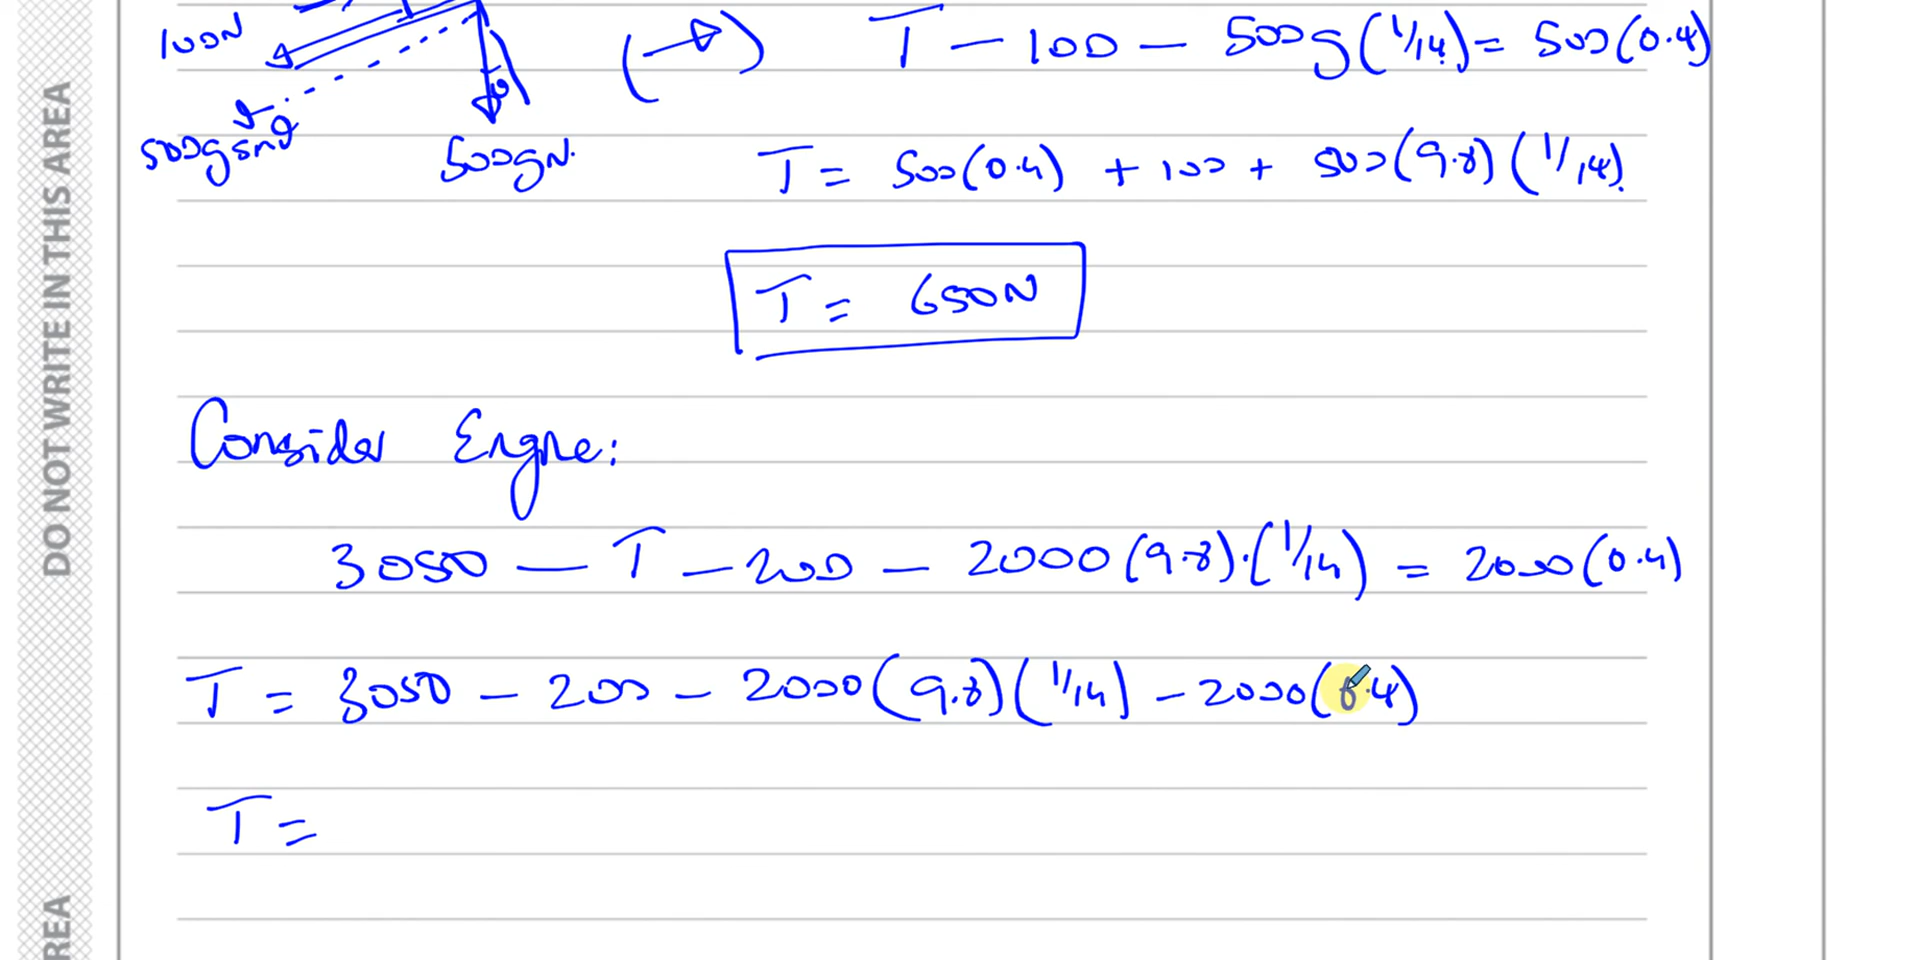 100N
T - 100 - 500g(1/14) = 500(0.4)
500g sinθ
500gN.
T = 500(0.4) + 100 + 500(9.8)(1/14)
T = 650N
Consider Engine:
3050 - T - 200 - 2000(9.8).(1/14) = 2000(0.4)
T = 3050 - 200 - 2000(9.8)(1/14) - 2000(0.4)
T =
DO NOT WRITE IN THIS AREA
REA